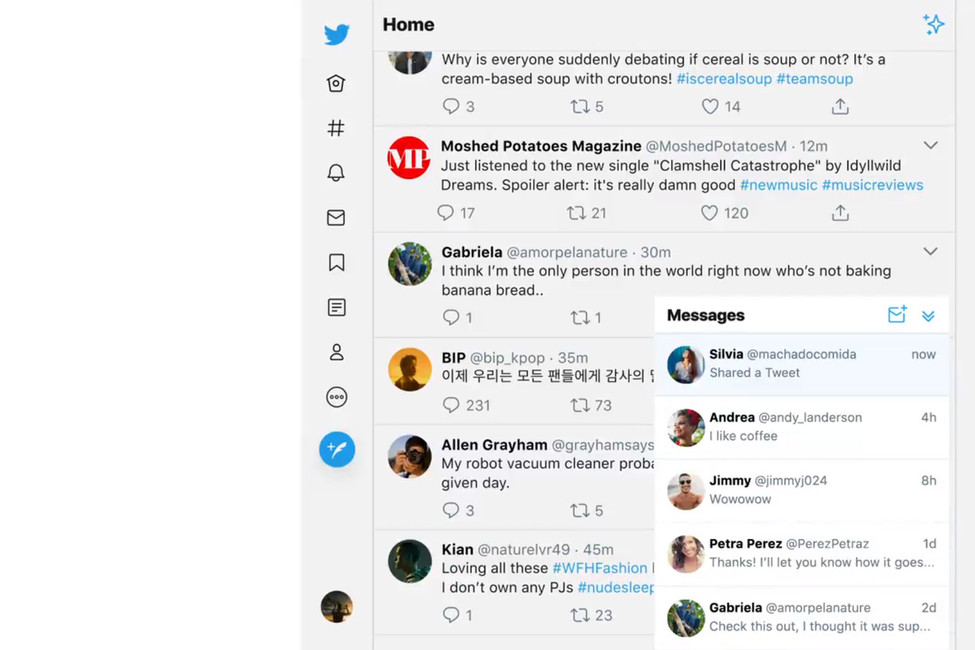 Home
Why is everyone suddenly debating if cereal is soup or not? It's a
cream-based soup with croutons! #iscerealsoup #teamsoup
3 5 14
MP
Moshed Potatoes Magazine @MoshedPotatoesM · 12m
Just listened to the new single "Clamshell Catastrophe" by Idyllwild
Dreams. Spoiler alert: it's really damn good #newmusic #musicreviews
17 21 120
Gabriela @amorpelanature · 30m
I think I'm the only person in the world right now who's not baking
banana bread..
1 1
BIP @bip_kpop · 35m
이제 우리는 모든 팬들에게 감사의
231 73
Allen Grayham @grayhamsays
My robot vacuum cleaner proba
given day.
3 5
Kian @naturelvr49 · 45m
Loving all these #WFHFashion
I don't own any PJs #nudesleep
1 23
Messages
Silvia @machadocomida now
Shared a Tweet
Andrea @andy_landerson 4h
I like coffee
Jimmy @jimmyj024 8h
Wowowow
Petra Perez @PerezPetraz 1d
Thanks! I'll let you know how it goes...
Gabriela @amorpelanature 2d
Check this out, I thought it was sup...